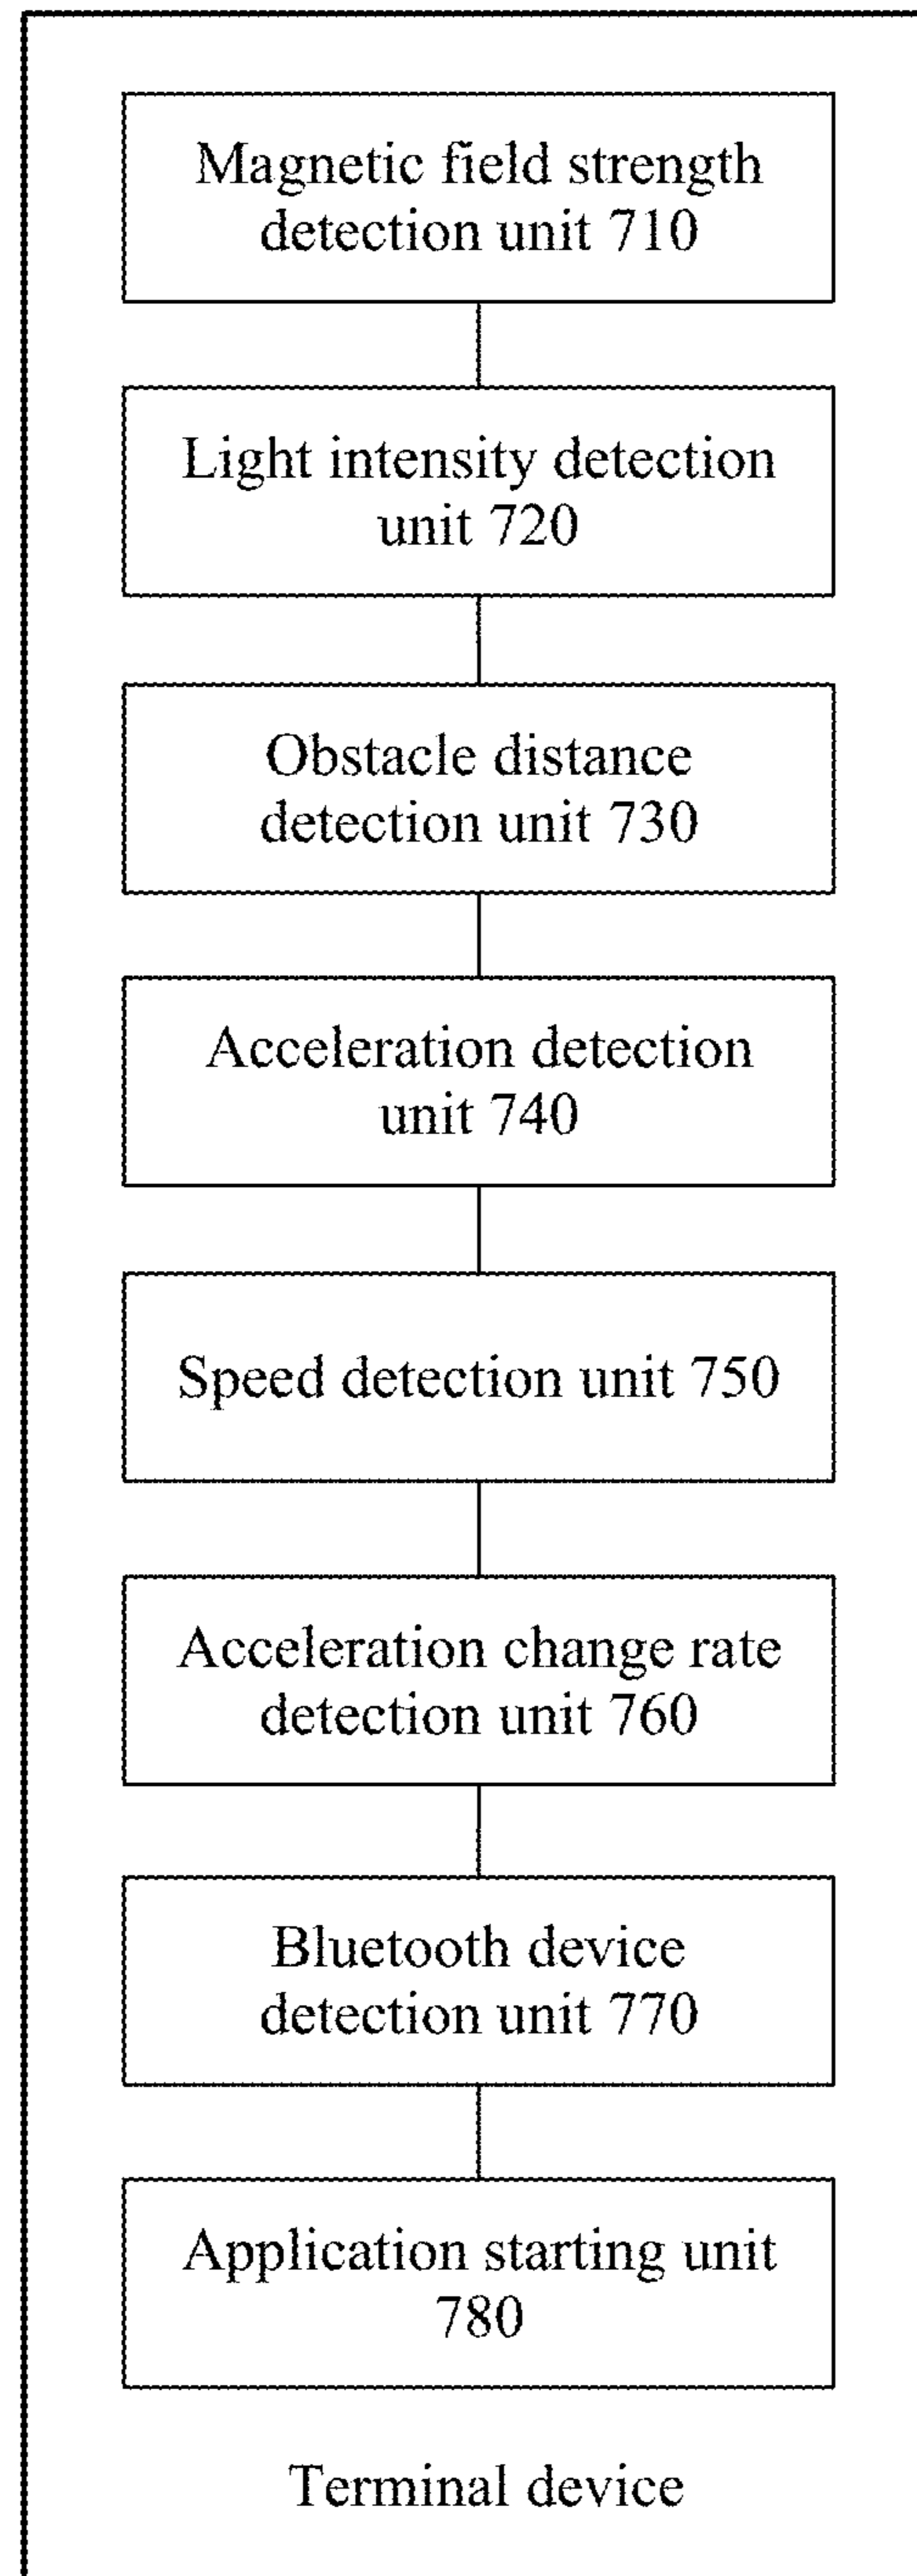 Magnetic field strength
detection unit 710
Light intensity detection
unit 720
Obstacle distance
detection unit 730
Acceleration detection
unit 740
Speed detection unit 750
Acceleration change rate
detection unit 760
Bluetooth device
detection unit 770
Application starting unit
780
Terminal device